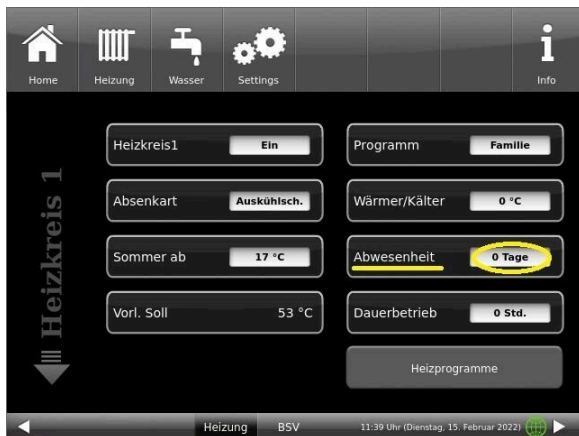 Home
Heizung
Wasser
Settings
Info
Heizkreis 1
Heizkreis1
Ein
Programm
Familie
Absenkart
Auskühlsch.
Wärmer/Kälter
0 °C
Sommer ab
17 °C
Abwesenheit
0 Tage
Vorl. Soll
53 °C
Dauerbetrieb
0 Std.
Heizprogramme
Heizung
BSV
11:39 Uhr (Dienstag, 15. Februar 2022)